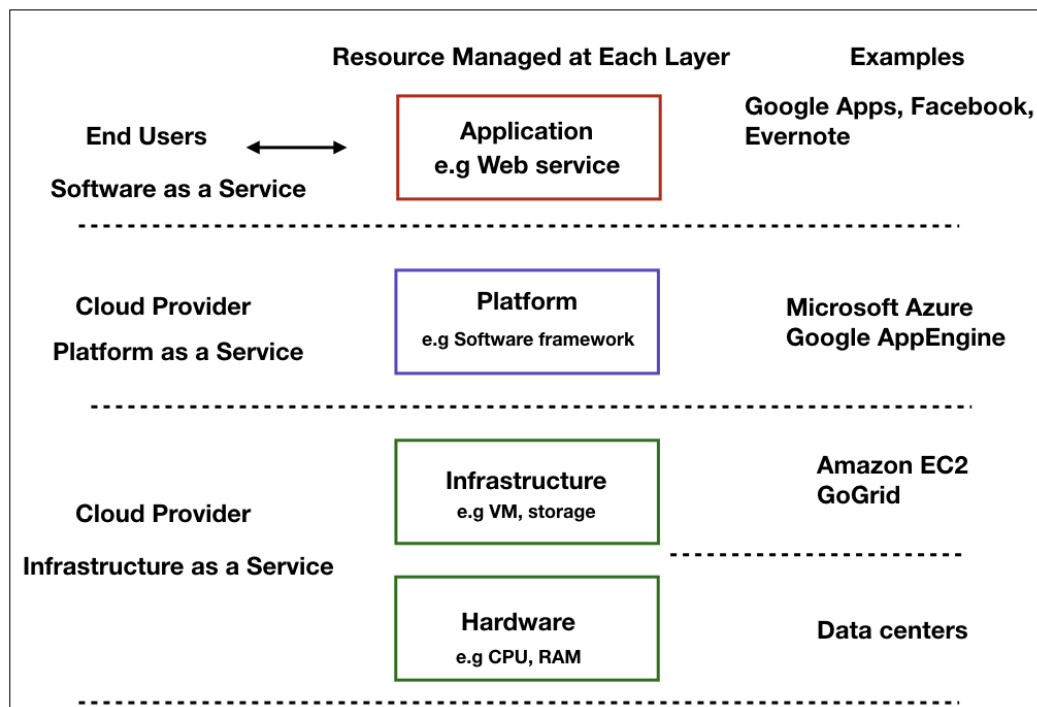 Resource Managed at Each Layer
Examples
End Users
Software as a Service
Application
e.g Web service
Google Apps, Facebook,
Evernote
Cloud Provider
Platform as a Service
Platform
e.g Software framework
Microsoft Azure
Google AppEngine
Cloud Provider
Infrastructure as a Service
Infrastructure
e.g VM, storage
Amazon EC2
GoGrid
Hardware
e.g CPU, RAM
Data centers